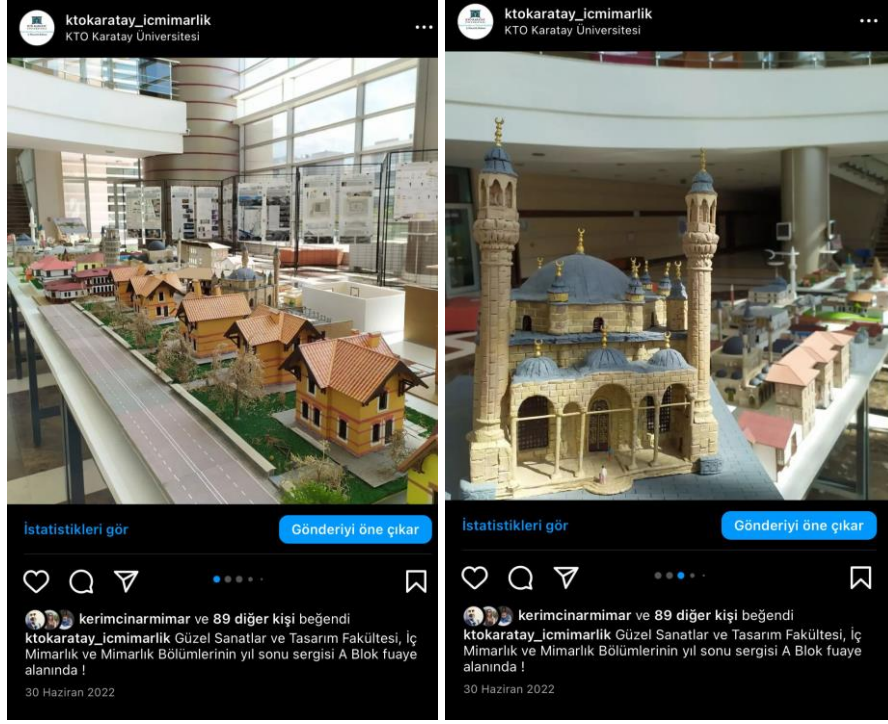 ktokaratay_icmimarlik
KTO Karatay Üniversitesi
İstatistikleri gör
Gönderiyi öne çıkar
kerimcinarmimar ve 89 diğer kişi beğendi
ktokaratay_icmimarlik Güzel Sanatlar ve Tasarım Fakültesi, İç
Mimarlık ve Mimarlık Bölümlerinin yıl sonu sergisi A Blok fuaye
alanında !
30 Haziran 2022
ktokaratay_icmimarlik
KTO Karatay Üniversitesi
İstatistikleri gör
Gönderiyi öne çıkar
kerimcinarmimar ve 89 diğer kişi beğendi
ktokaratay_icmimarlik Güzel Sanatlar ve Tasarım Fakültesi, İç
Mimarlık ve Mimarlık Bölümlerinin yıl sonu sergisi A Blok fuaye
alanında !
30 Haziran 2022